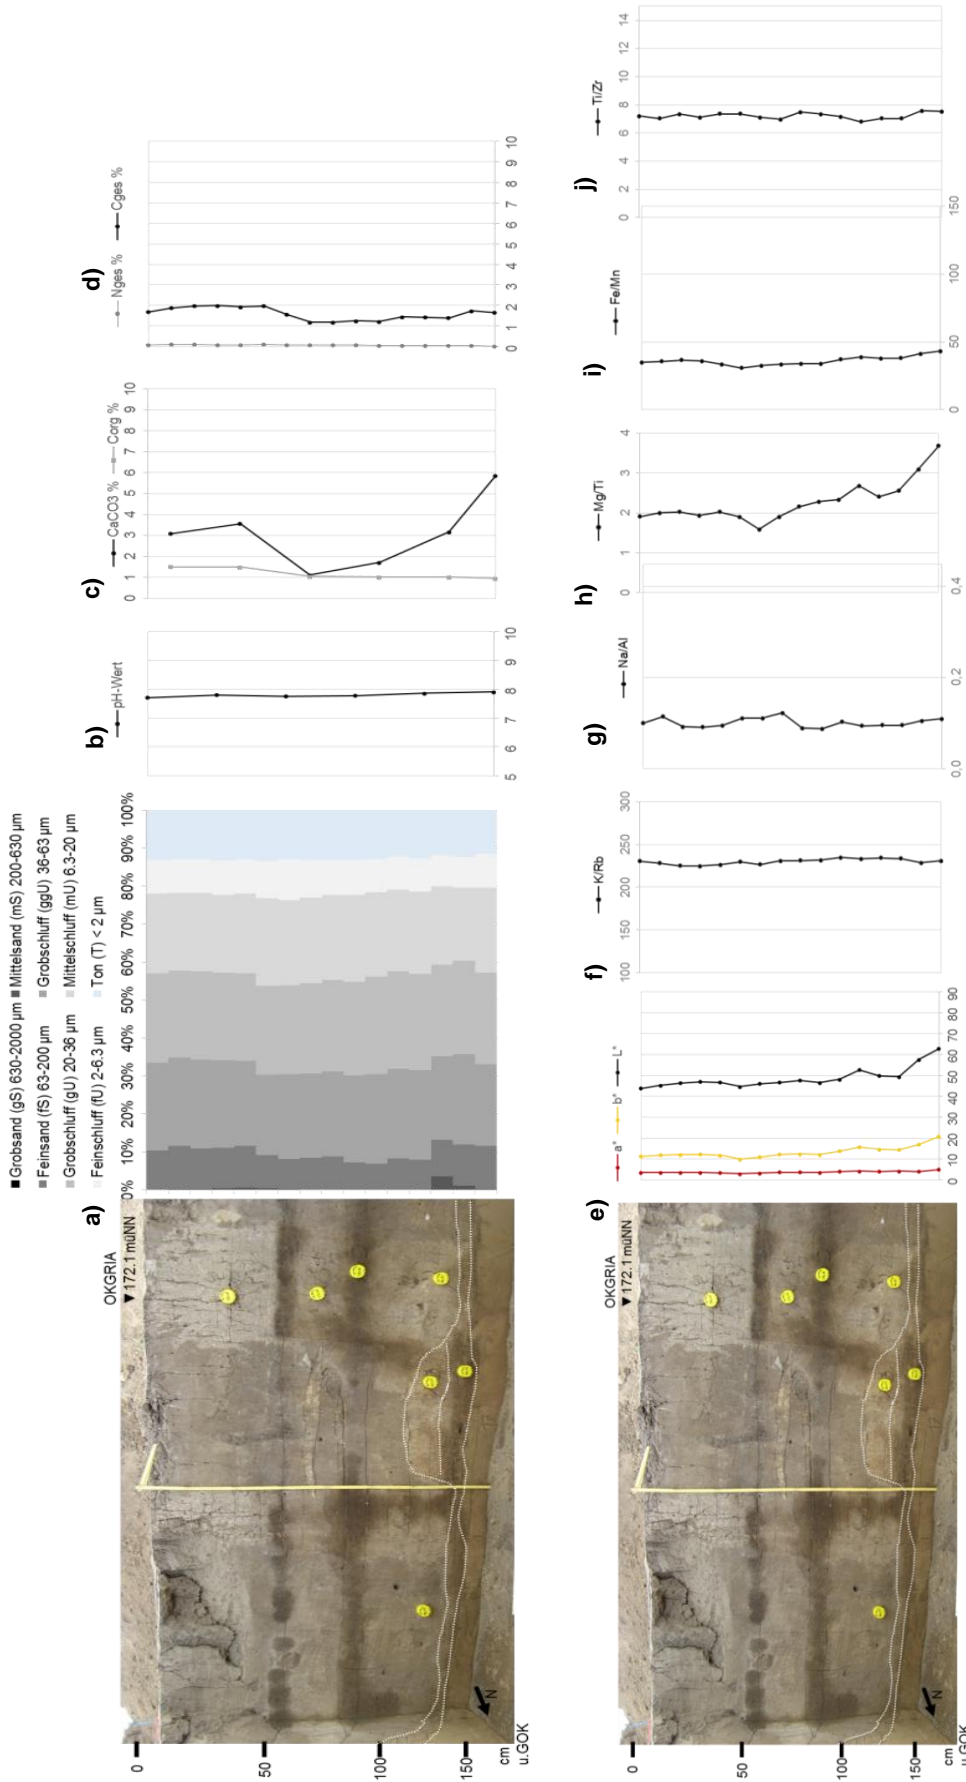 ■ Grobsand (gS) 630-2000 µm ■ Mittelsand (mS) 200-630 µm
■ Feinsand (fS) 63-200 µm ■ Grobschluff (ggU) 36-63 µm
■ Grobschluff (gU) 20-36 µm ■ Mittelschluff (mU) 6.3-20 µm
Feinschluff (fU) 2-6.3 µm Ton (T) < 2 µm
a)
OKGRIA
▼172.1 müNN
0
50
100
150
cm
u.GOK
N
0% 10% 20% 30% 40% 50% 60% 70% 80% 90% 100%
b)
pH-Wert
5 6 7 8 9 10
c)
CaCO3 % Corg %
0 1 2 3 4 5 6 7 8 9 10
d)
Nges % Cges %
0 1 2 3 4 5 6 7 8 9 10
e)
OKGRIA
▼172.1 müNN
0
50
100
150
cm
u.GOK
N
a* b* L*
0 10 20 30 40 50 60 70 80 90
f)
K/Rb
100 150 200 250 300
g)
Na/Al
0,0 0,2 0,4
h)
Mg/Ti
0 1 2 3 4
i)
Fe/Mn
0 50 100 150
j)
Ti/Zr
0 2 4 6 8 10 12 14